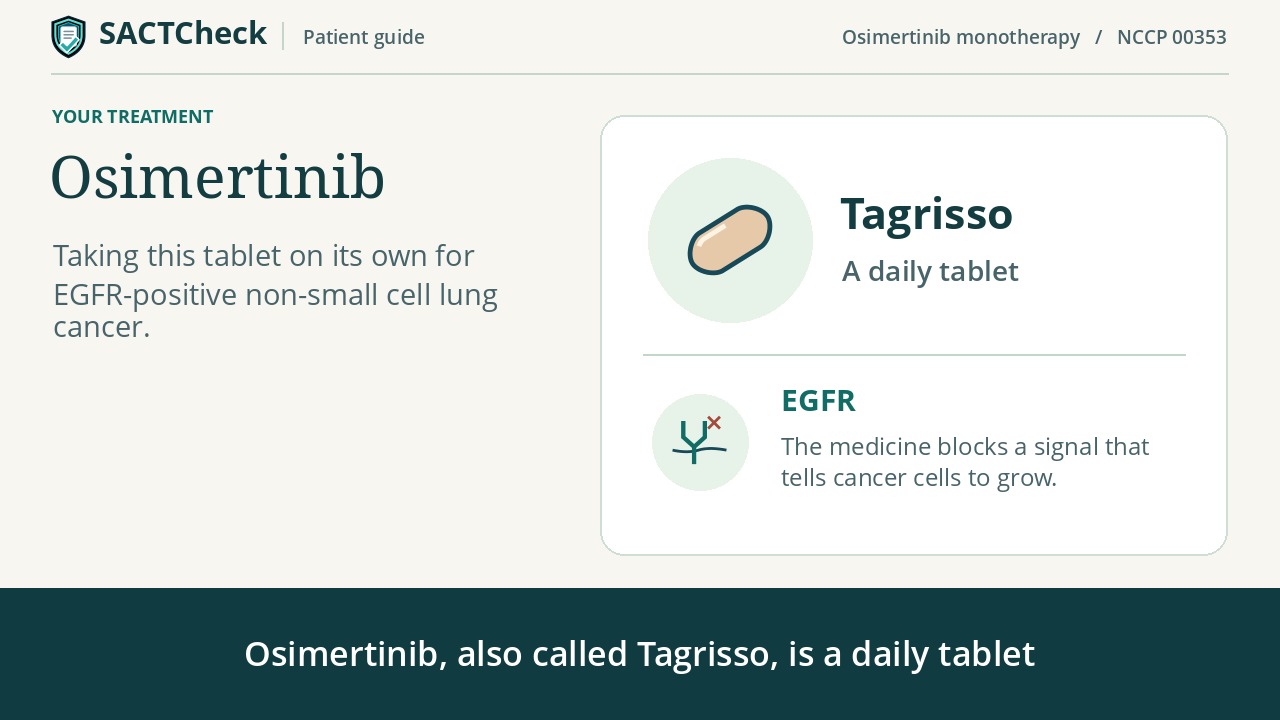 SACTCheck
Patient guide
Osimertinib monotherapy / NCCP 00353
YOUR TREATMENT
Osimertinib
Taking this tablet on its own for
EGFR-positive non-small cell lung
cancer.
Tagrisso
A daily tablet
EGFR
The medicine blocks a signal that
tells cancer cells to grow.
Osimertinib, also called Tagrisso, is a daily tablet